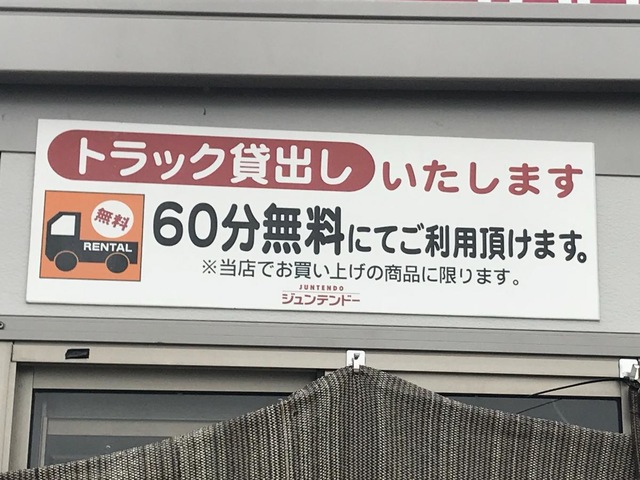 トラック貸出し いたします
無料
RENTAL
60分無料にてご利用頂けます。
※当店でお買い上げの商品に限ります。
JUNTENDO
ジュンテンドー